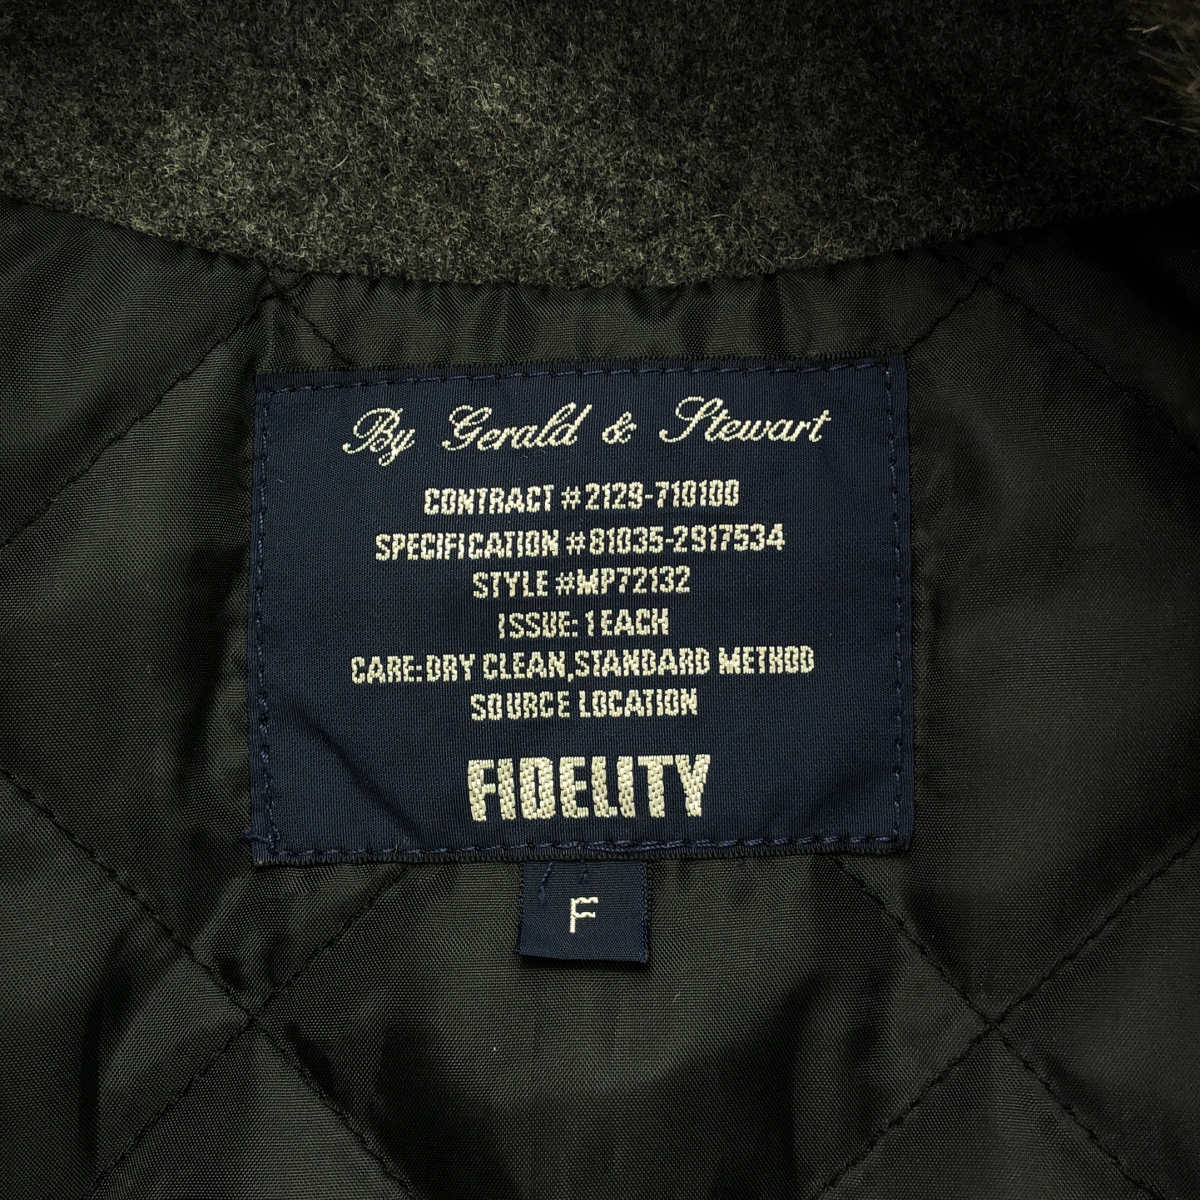 By Gerald & Stewart
CONTRACT #2129-710100
SPECIFICATION #81035-2917534
STYLE #MP72132
ISSUE: 1 EACH
CARE: DRY CLEAN, STANDARD METHOD
SOURCE LOCATION
FIDELITY
F